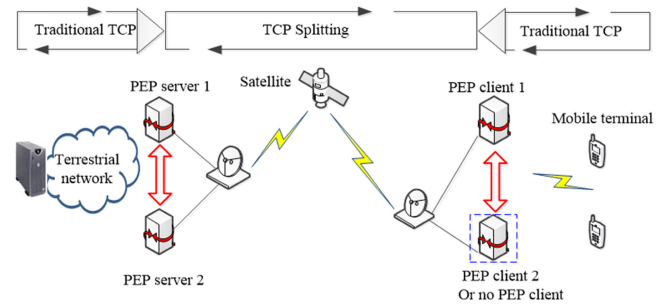 Traditional TCP
TCP Splitting
Traditional TCP
PEP server 1
Satellite
PEP client 1
Mobile terminal
Terrestrial
network
PEP server 2
PEP client 2
Or no PEP client